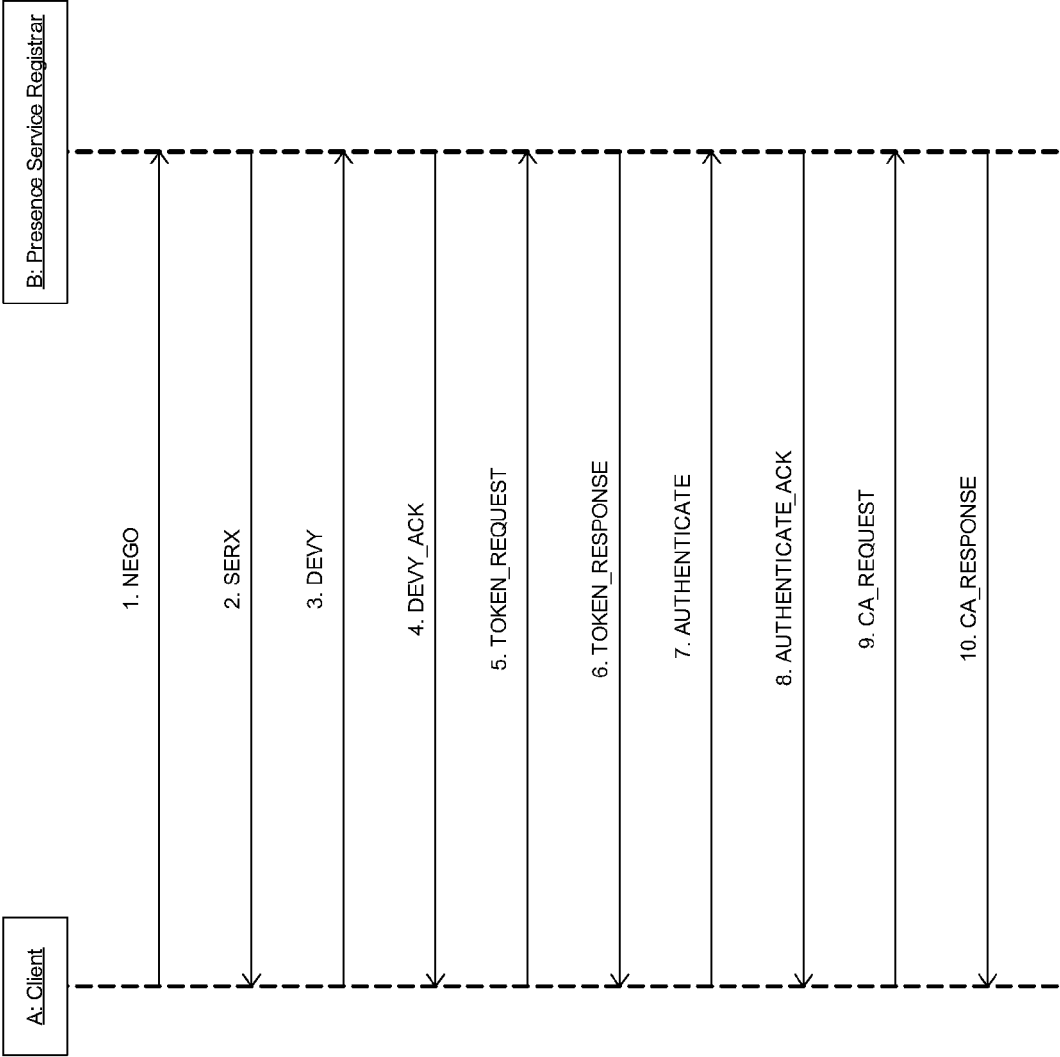 A: Client
B: Presence Service Registrar
1. NEGO
2. SERX
3. DEVY
4. DEVY_ACK
5. TOKEN_REQUEST
6. TOKEN_RESPONSE
7. AUTHENTICATE
8. AUTHENTICATE_ACK
9. CA_REQUEST
10. CA_RESPONSE